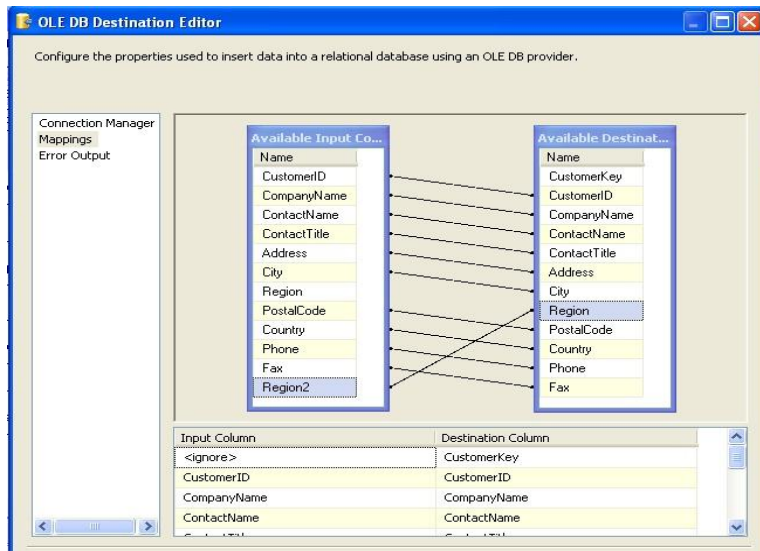 OLE DB Destination Editor
Configure the properties used to insert data into a relational database using an OLE DB provider.
Connection Manager
Mappings
Error Output
Available Input Co...
Name
CustomerID
CompanyName
ContactName
ContactTitle
Address
City
Region
PostalCode
Country
Phone
Fax
Region2
Available Destinat...
Name
CustomerKey
CustomerID
CompanyName
ContactName
ContactTitle
Address
City
Region
PostalCode
Country
Phone
Fax
Input Column Destination Column
<ignore> CustomerKey
CustomerID CustomerID
CompanyName CompanyName
ContactName ContactName